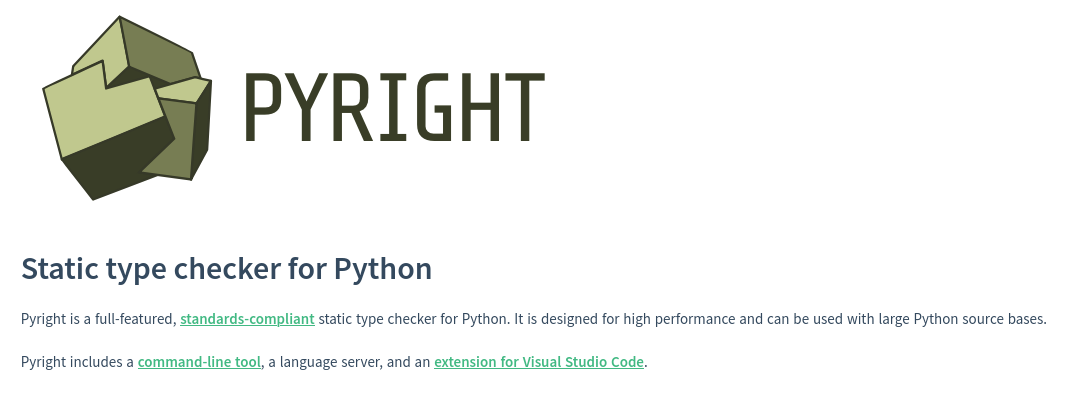 PYRIGHT
Static type checker for Python
Pyright is a full-featured, standards-compliant static type checker for Python. It is designed for high performance and can be used with large Python source bases.
Pyright includes a command-line tool, a language server, and an extension for Visual Studio Code.